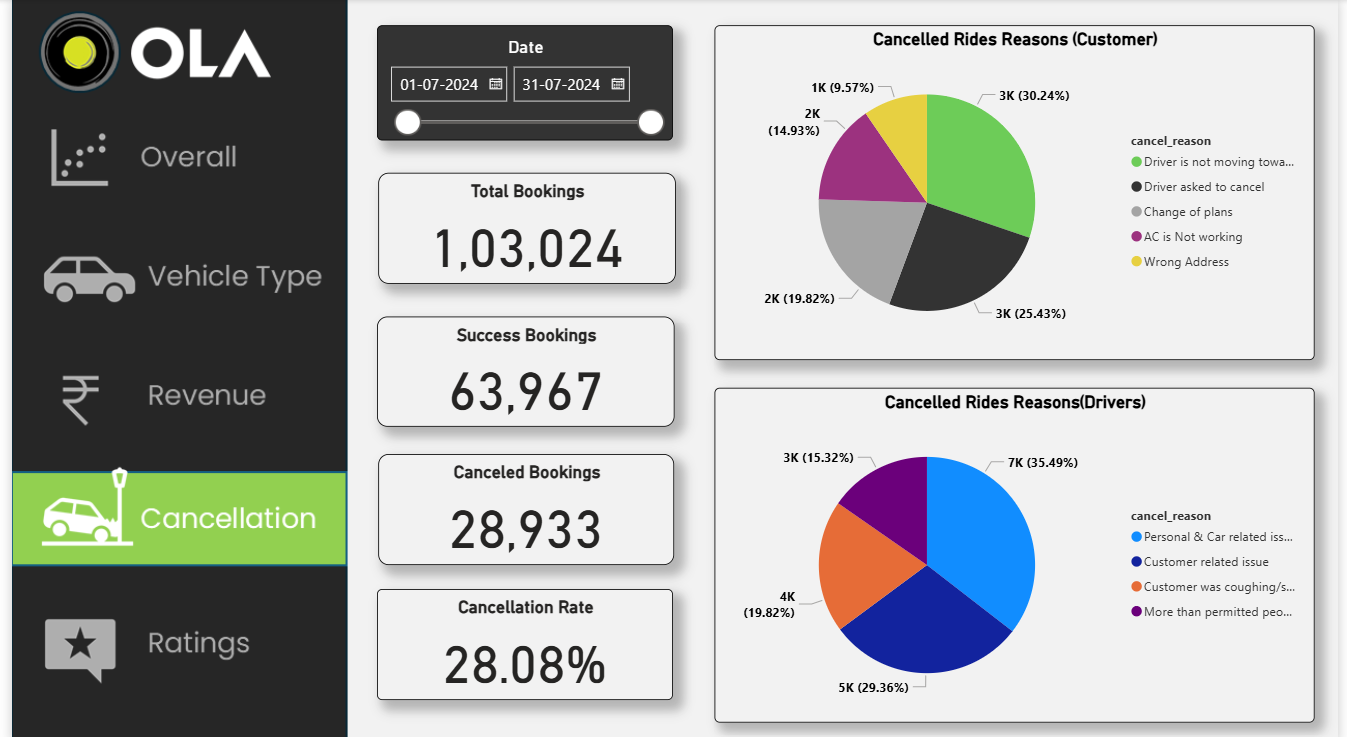 OLA
Overall
Vehicle Type
Revenue
Cancellation
Ratings
Date
01-07-2024
31-07-2024
Total Bookings
1,03,024
Success Bookings
63,967
Canceled Bookings
28,933
Cancellation Rate
28.08%
Cancelled Rides Reasons (Customer)
1K (9.57%)
3K (30.24%)
2K
(14.93%)
2K (19.82%)
3K (25.43%)
cancel_reason
Driver is not moving towa...
Driver asked to cancel
Change of plans
AC is Not working
Wrong Address
Cancelled Rides Reasons(Drivers)
3K (15.32%)
7K (35.49%)
4K
(19.82%)
5K (29.36%)
cancel_reason
Personal & Car related iss...
Customer related issue
Customer was coughing/s...
More than permitted peo...